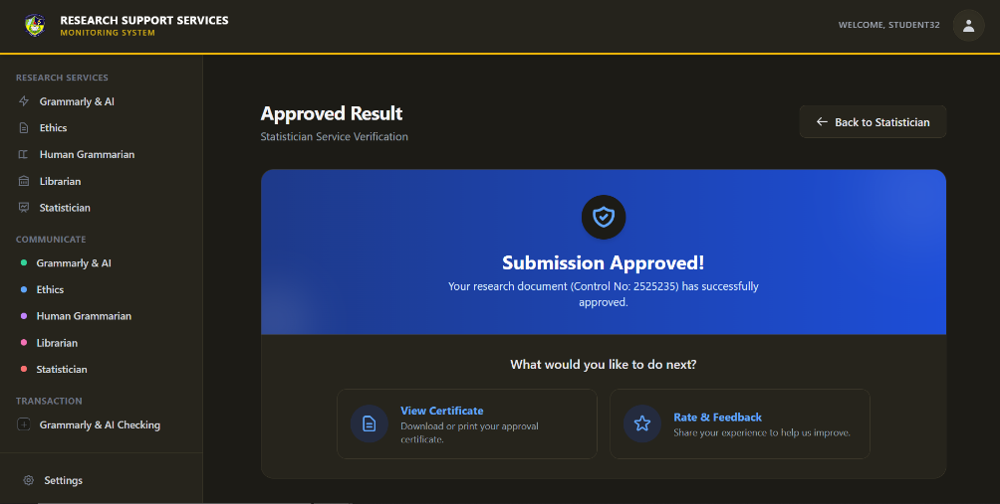 RESEARCH SUPPORT SERVICES
MONITORING SYSTEM
WELCOME, STUDENT32
RESEARCH SERVICES
Grammarly & AI
Ethics
Human Grammarian
Librarian
Statistician
COMMUNICATE
Grammarly & AI
Ethics
Human Grammarian
Librarian
Statistician
TRANSACTION
Grammarly & AI Checking
Settings
Approved Result
Statistician Service Verification
Back to Statistician
Submission Approved!
Your research document (Control No: 2525235) has successfully
approved.
What would you like to do next?
View Certificate
Download or print your approval
certificate.
Rate & Feedback
Share your experience to help us improve.